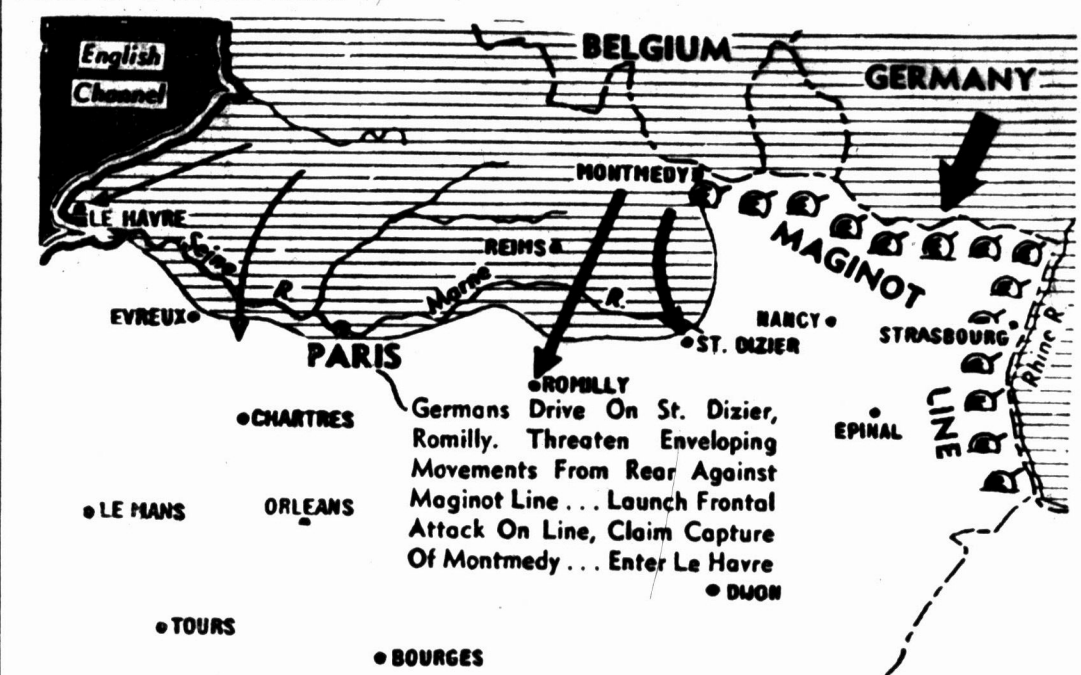 English
Channel
BELGIUM
GERMANY
MONTMEDY
LE HAVRE
MAGINOT
LINE
Seine
R.
REIMS
Marne
R.
EVREUX
NANCY
STRASBOURG
Rhine R.
PARIS
ST. DIZIER
ROMILLY
CHARTRES
EPINAL
Germans Drive On St. Dizier,
Romilly. Threaten Enveloping
Movements From Rear Against
Maginot Line... Launch Frontal
Attack On Line, Claim Capture
Of Montmedy... Enter Le Havre
LE MANS
ORLEANS
DIJON
TOURS
BOURGES